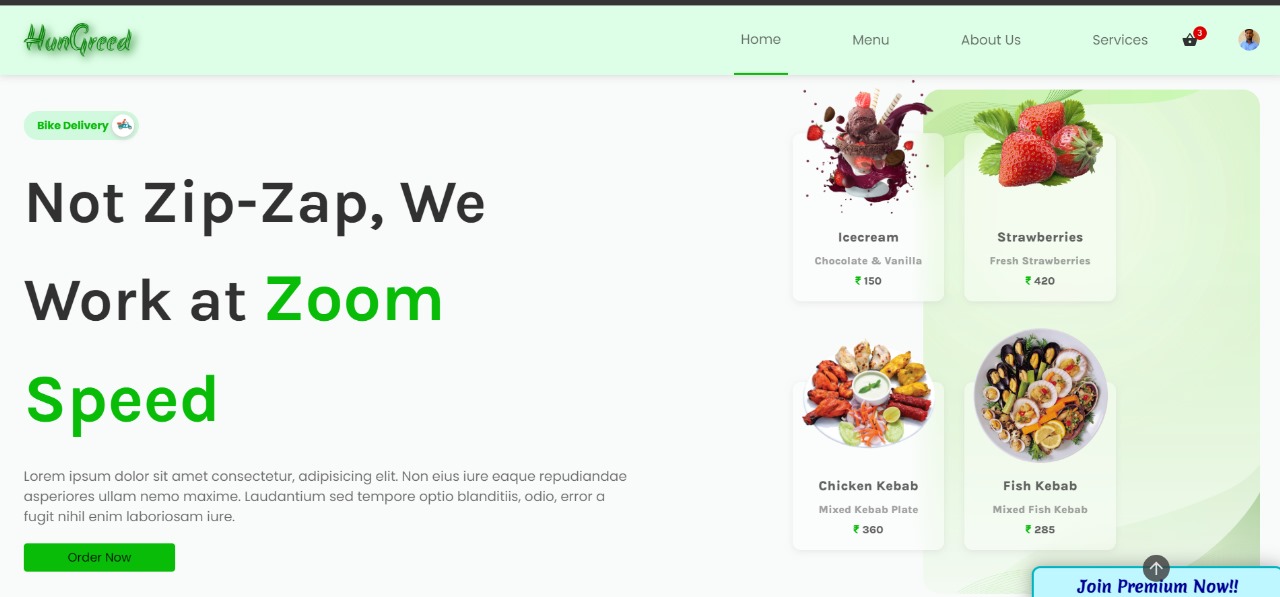 HunGreed
Home Menu About Us Services 3
Bike Delivery
Not Zip-Zap, We
Work at Zoom
Speed
Lorem ipsum dolor sit amet consectetur, adipisicing elit. Non eius iure eaque repudiandae
asperiores ullam nemo maxime. Laudantium sed tempore optio blanditiis, odio, error a
fugit nihil enim laboriosam iure.
Order Now
Icecream
Chocolate & Vanilla
₹ 150
Strawberries
Fresh Strawberries
₹ 420
Chicken Kebab
Mixed Kebab Plate
₹ 360
Fish Kebab
Mixed Fish Kebab
₹ 285
Join Premium Now!!